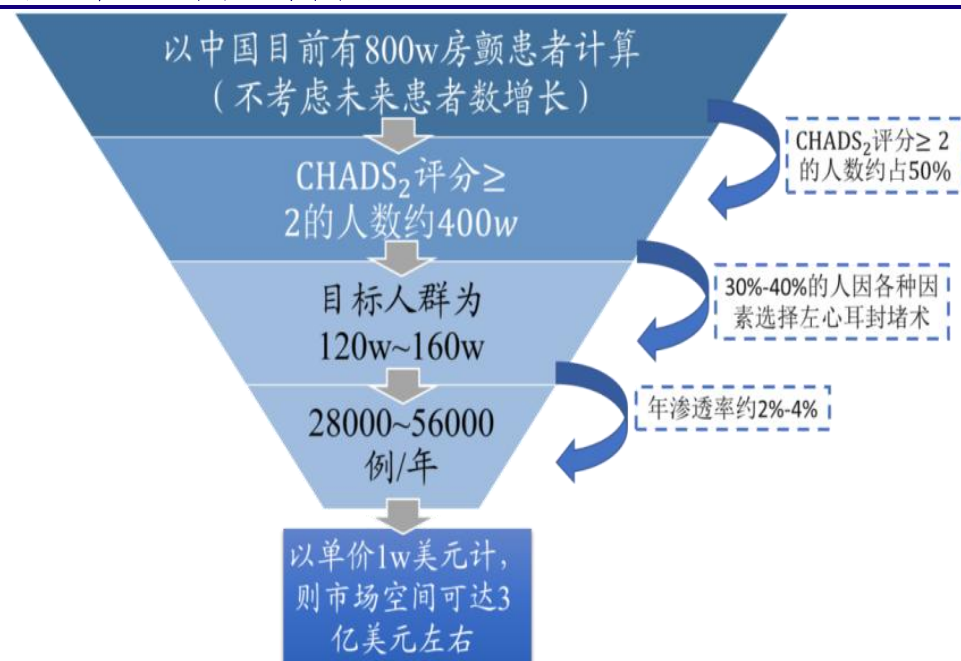 以中国目前有800w房颤患者计算
（不考虑未来患者数增长）
CHADS₂评分≥ 2
的人数约占50%
CHADS₂评分≥
2的人数约400w
30%-40%的人因各种因
素选择左心耳封堵术
目标人群为
120w~160w
年渗透率约2%-4%
28000~56000
例/年
以单价1w美元计，
则市场空间可达3
亿美元左右